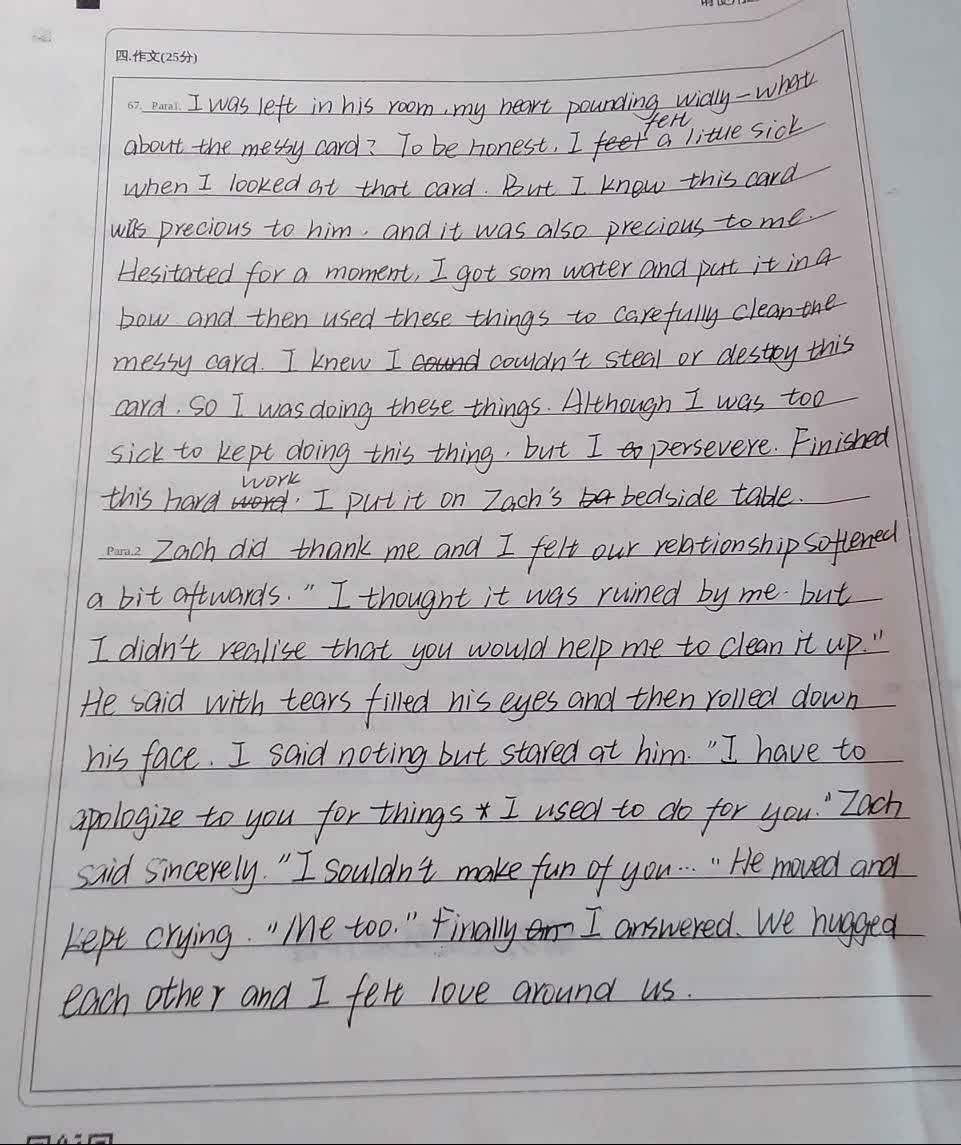 四.作文(25分)
67. Para1. I was left in his room, my heart pounding widly - what
about the messy card? To be honest, I feet felt a little sick
when I looked at that card. But I know this card
was precious to him, and it was also precious to me.
Hesitated for a moment, I got som water and put it in a
bow and then used these things to carefully clean the
messy card. I knew I cound couldn't steal or destroy this
card. So I was doing these things. Although I was too
sick to kept doing this thing, but I to persevere. Finished
this hard word work, I put it on Zach's ba bedside table.
Para.2 Zach did thank me and I felt our relationship softened
a bit aftwards. "I thought it was ruined by me. but
I didn't realise that you would help me to clean it up."
He said with tears filled his eyes and then rolled down
his face. I said noting but stared at him. "I have to
apologize to you for things * I used to do for you." Zach
said sincerely. "I souldn't make fun of you... " He moved and
kept crying. "Me too." Finally I answered. We hugged
each other and I felt love around us.